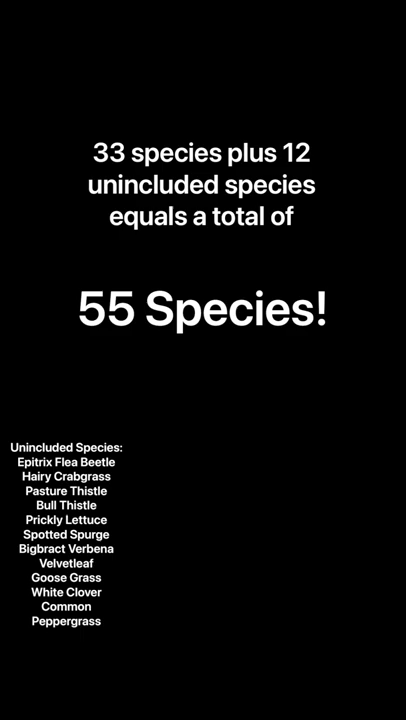 33 species plus 12
unincluded species
equals a total of
55 Species!
Unincluded Species:
Epitrix Flea Beetle
Hairy Crabgrass
Pasture Thistle
Bull Thistle
Prickly Lettuce
Spotted Spurge
Bigbract Verbena
Velvetleaf
Goose Grass
White Clover
Common
Peppergrass